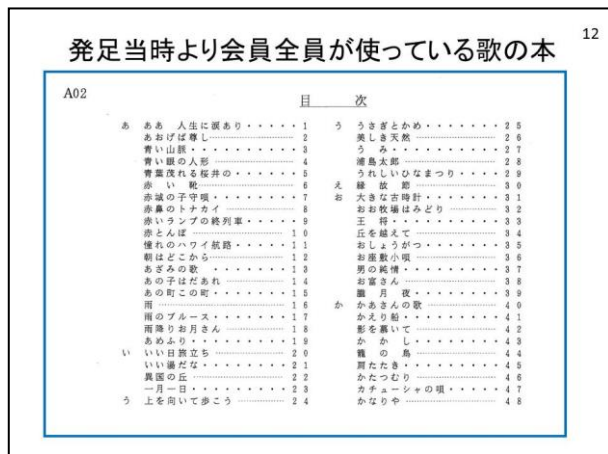 12
発足当時より会員全員が使っている歌の本
A02
目　次
あ　ああ　人生に涙あり・・・・・1
あおげば尊し……………2
青い山脈・・・・・・・・・・3
青い眼の人形……………4
青葉茂れる桜井の・・・・・5
赤い靴……………6
赤城の子守唄・・・・・・・7
赤鼻のトナカイ……………8
赤いランプの終列車・・・・9
赤とんぼ……………10
憧れのハワイ航路・・・・・11
朝はどこから……………12
あざみの歌・・・・・・・・13
あの子はだあれ……………14
あの町この町・・・・・・・15
雨……………16
雨のブルース・・・・・・・17
雨降りお月さん……………18
あめふり・・・・・・・・・19
い　いい日旅立ち……………20
いい湯だな・・・・・・・・21
異国の丘……………22
一月一日・・・・・・・・・23
う　上を向いて歩こう……………24
う　うさぎとかめ・・・・・・・25
美しき天然……………26
うみ・・・・・・・・・・・27
浦島太郎……………28
うれしいひなまつり・・・・29
え　縁故節……………30
お　大きな古時計・・・・・・・31
おお牧場はみどり……………32
王将・・・・・・・・・・・33
丘を越えて……………34
おしょうがつ・・・・・・・35
お座敷小唄……………36
男の純情・・・・・・・・・37
お富さん……………38
朧月夜・・・・・・・・・・39
か　かあさんの歌……………40
かえり船・・・・・・・・・41
影を慕いて……………42
かかし・・・・・・・・・・43
籠の鳥……………44
肩たたき・・・・・・・・・45
かたつむり……………46
カチューシャの唄・・・・・47
かなりや……………48